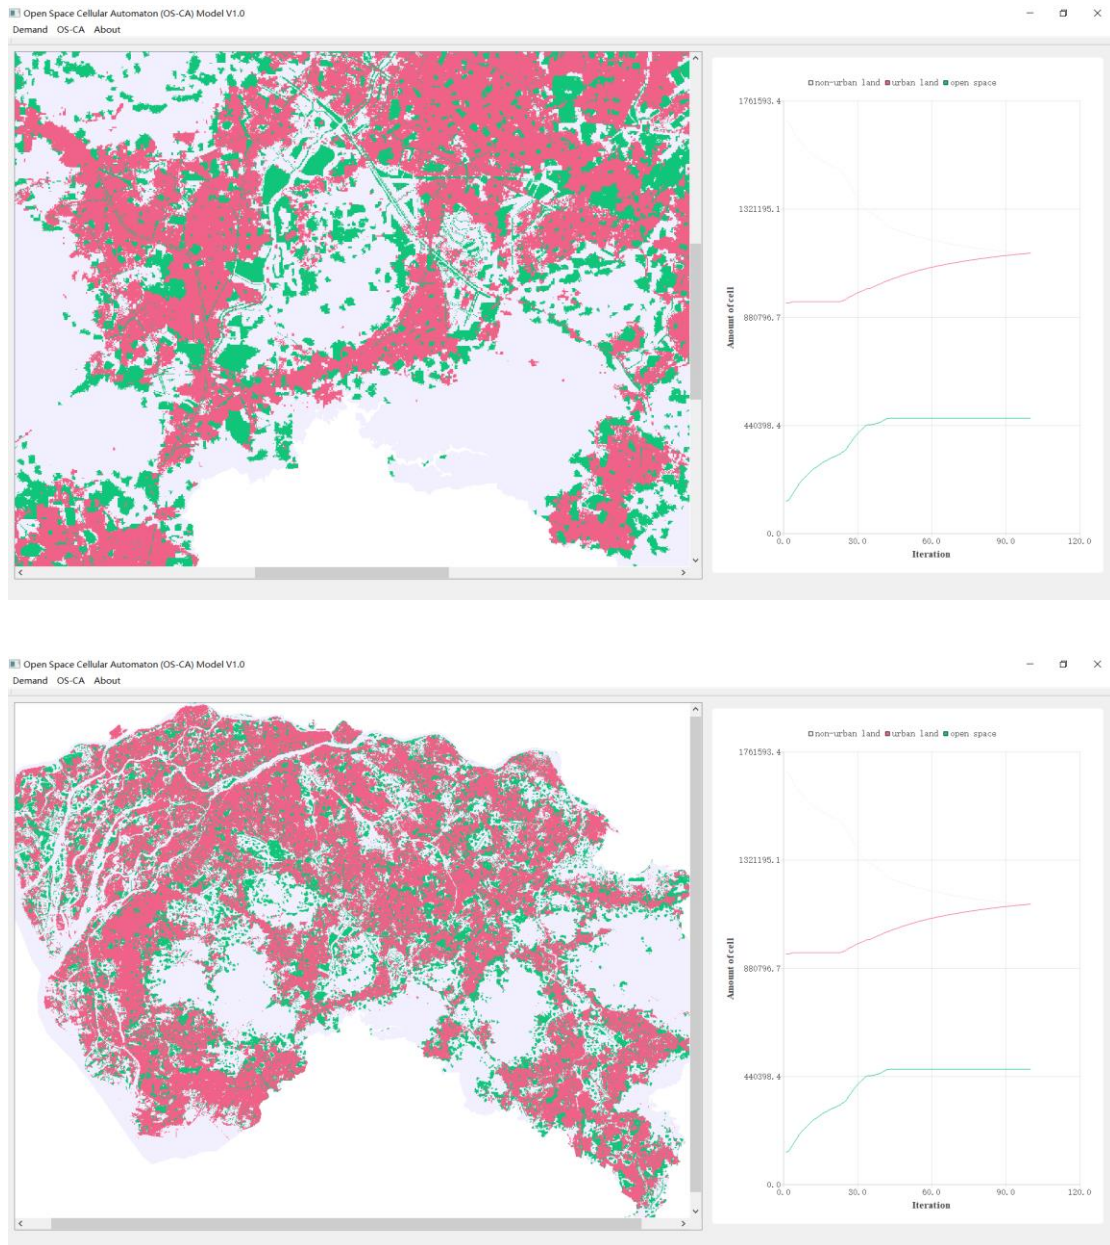 Open Space Cellular Automaton (OS-CA) Model V1.0
Demand OS-CA About
non-urban land urban land open space
1761593.4
1321195.1
880796.7
440398.4
0.0
Amount of cell
0.0 30.0 60.0 90.0 120.0
Iteration
Open Space Cellular Automaton (OS-CA) Model V1.0
Demand OS-CA About
non-urban land urban land open space
1761593.4
1321195.1
880796.7
440398.4
0.0
Amount of cell
0.0 30.0 60.0 90.0 120.0
Iteration